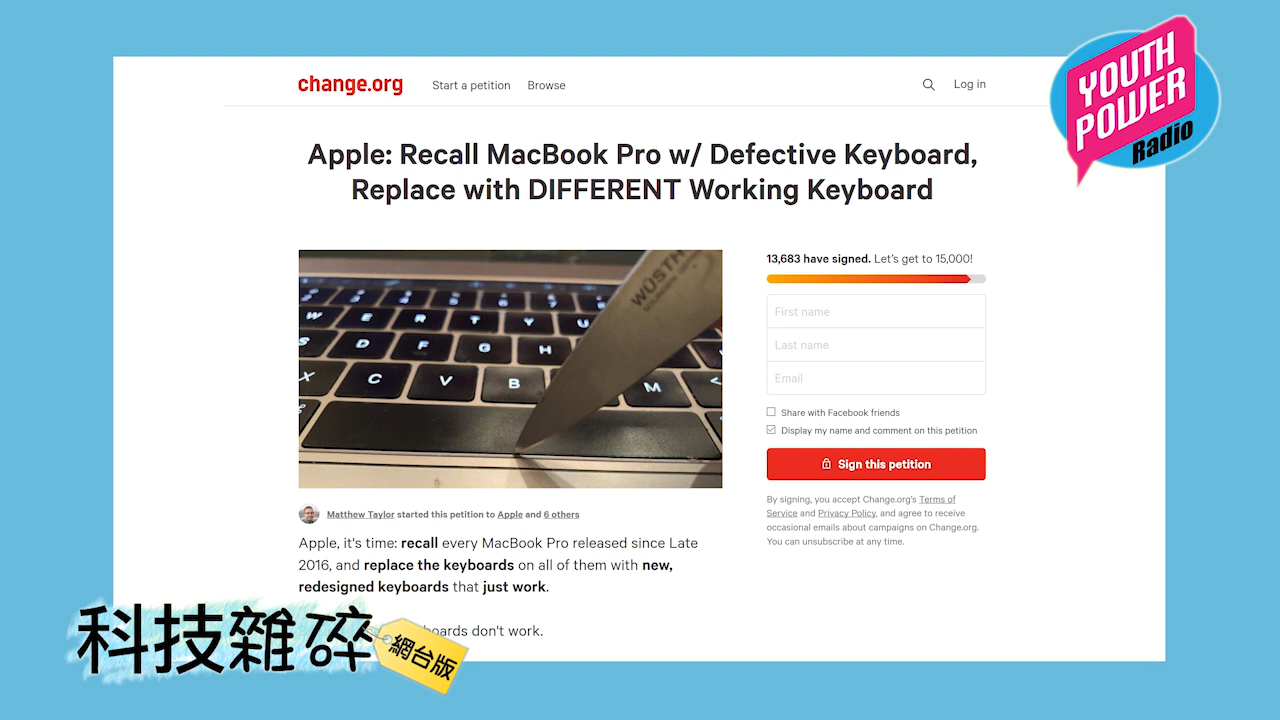 change.org
Start a petition
Browse
Log in
YOUTH
POWER
Radio
Apple: Recall MacBook Pro w/ Defective Keyboard,
Replace with DIFFERENT Working Keyboard
WÜSTH
W E R T Y U
S D F G H
X C V B M <
13,683 have signed. Let's get to 15,000!
First name
Last name
Email
Share with Facebook friends
Display my name and comment on this petition
Sign this petition
By signing, you accept Change.org's Terms of
Service and Privacy Policy, and agree to receive
occasional emails about campaigns on Change.org.
You can unsubscribe at any time.
Matthew Taylor started this petition to Apple and 6 others
Apple, it's time: recall every MacBook Pro released since Late
2016, and replace the keyboards on all of them with new,
redesigned keyboards that just work.
don't work.
科技雜碎
網台版